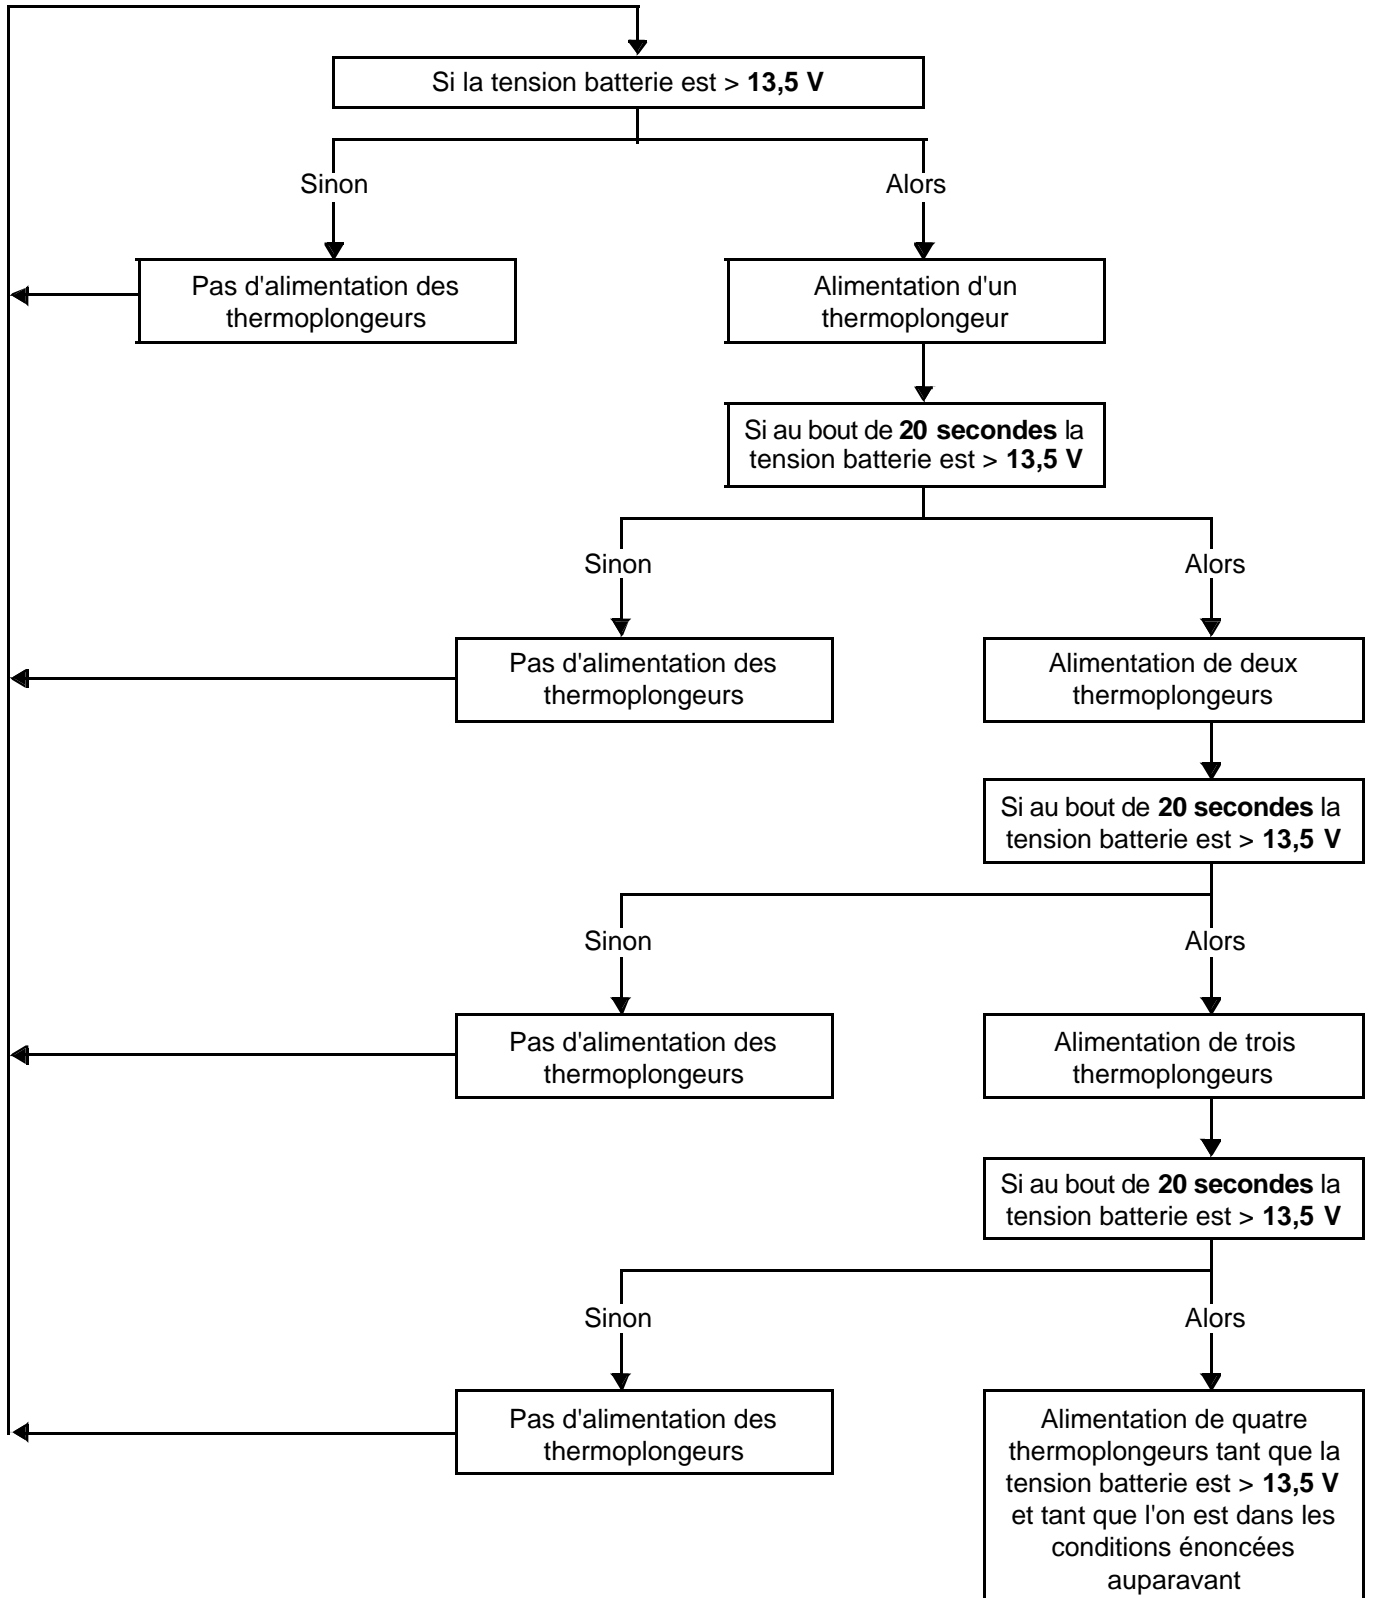 Si la tension batterie est > 13,5 V
Sinon
Alors
Pas d'alimentation des
thermoplongeurs
Alimentation d'un
thermoplongeur
Si au bout de 20 secondes la
tension batterie est > 13,5 V
Sinon
Alors
Pas d'alimentation des
thermoplongeurs
Alimentation de deux
thermoplongeurs
Si au bout de 20 secondes la
tension batterie est > 13,5 V
Sinon
Alors
Pas d'alimentation des
thermoplongeurs
Alimentation de trois
thermoplongeurs
Si au bout de 20 secondes la
tension batterie est > 13,5 V
Sinon
Alors
Pas d'alimentation des
thermoplongeurs
Alimentation de quatre
thermoplongeurs tant que la
tension batterie est > 13,5 V
et tant que l'on est dans les
conditions énoncées
auparavant